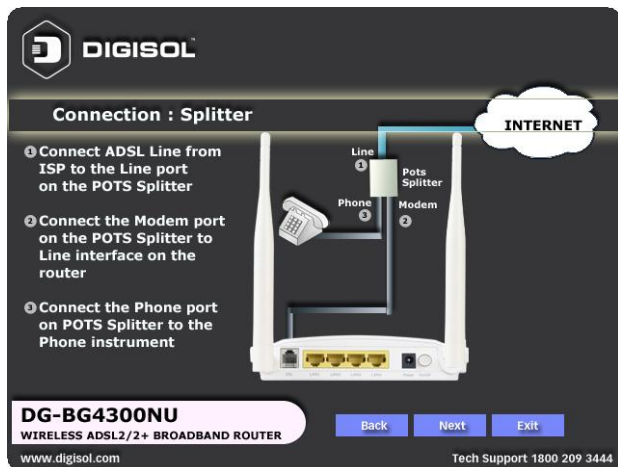 DIGISOL
Connection : Splitter
INTERNET
1 Connect ADSL Line from
ISP to the Line port
on the POTS Splitter
2 Connect the Modem port
on the POTS Splitter to
Line interface on the
router
3 Connect the Phone port
on POTS Splitter to the
Phone instrument
Line
1
Pots
Splitter
Phone
3
Modem
2
DG-BG4300NU
WIRELESS ADSL2/2+ BROADBAND ROUTER
Back
Next
Exit
www.digisol.com
Tech Support 1800 209 3444